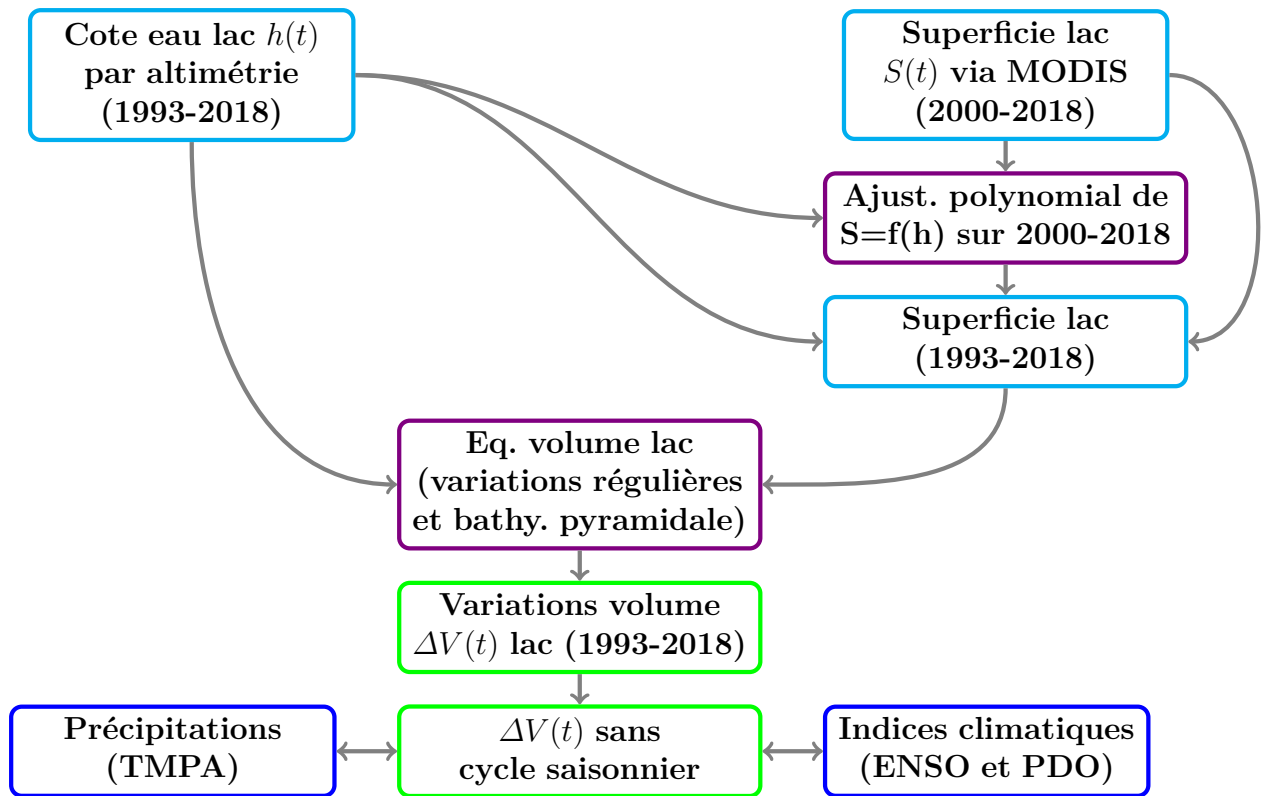 Cote eau lac h(t)
par altimétrie
(1993-2018)
Superficie lac
S(t) via MODIS
(2000-2018)
Ajust. polynomial de
S=f(h) sur 2000-2018
Superficie lac
(1993-2018)
Eq. volume lac
(variations régulières
et bathy. pyramidale)
Variations volume
ΔV(t) lac (1993-2018)
Précipitations
(TMPA)
ΔV(t) sans
cycle saisonnier
Indices climatiques
(ENSO et PDO)